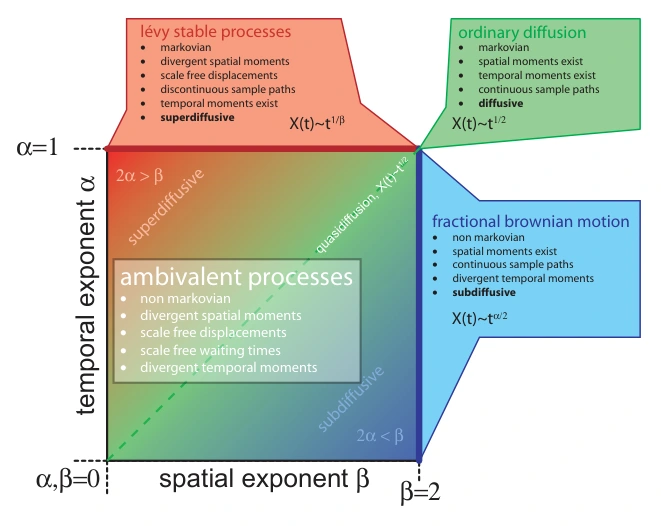 lévy stable processes
• markovian
• divergent spatial moments
• scale free displacements
• discontinuous sample paths
• temporal moments exist
• superdiffusive
X(t)~t^1/β
ordinary diffusion
• markovian
• spatial moments exist
• temporal moments exist
• continuous sample paths
• diffusive
X(t)~t^1/2
α=1
2α > β
superdiffusive
quasidiffusion, X(t)~t^1/2
fractional brownian motion
• non markovian
• spatial moments exist
• continuous sample paths
• divergent temporal moments
• subdiffusive
X(t)~t^α/2
temporal exponent α
ambivalent processes
• non markovian
• divergent spatial moments
• scale free displacements
• scale free waiting times
• divergent temporal moments
subdiffusive
2α < β
α,β=0
spatial exponent β
β=2